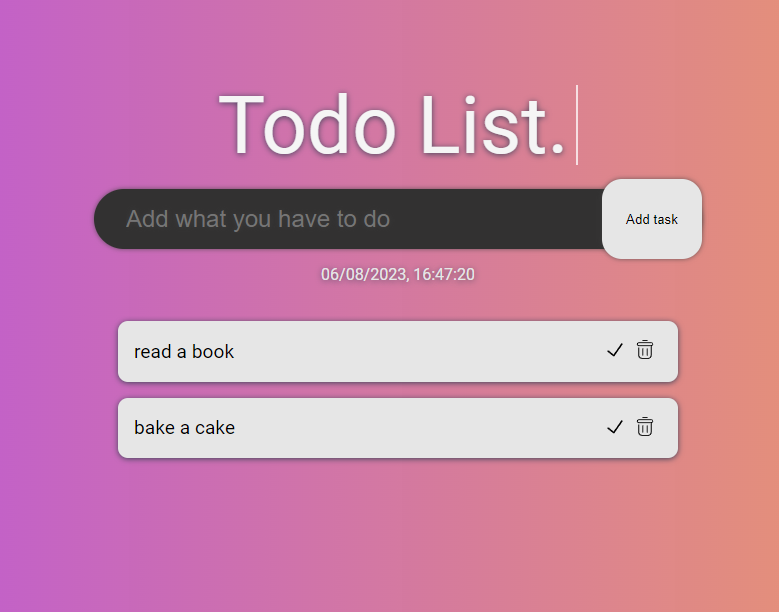 Todo List.
Add what you have to do
Add task
06/08/2023, 16:47:20
read a book
bake a cake